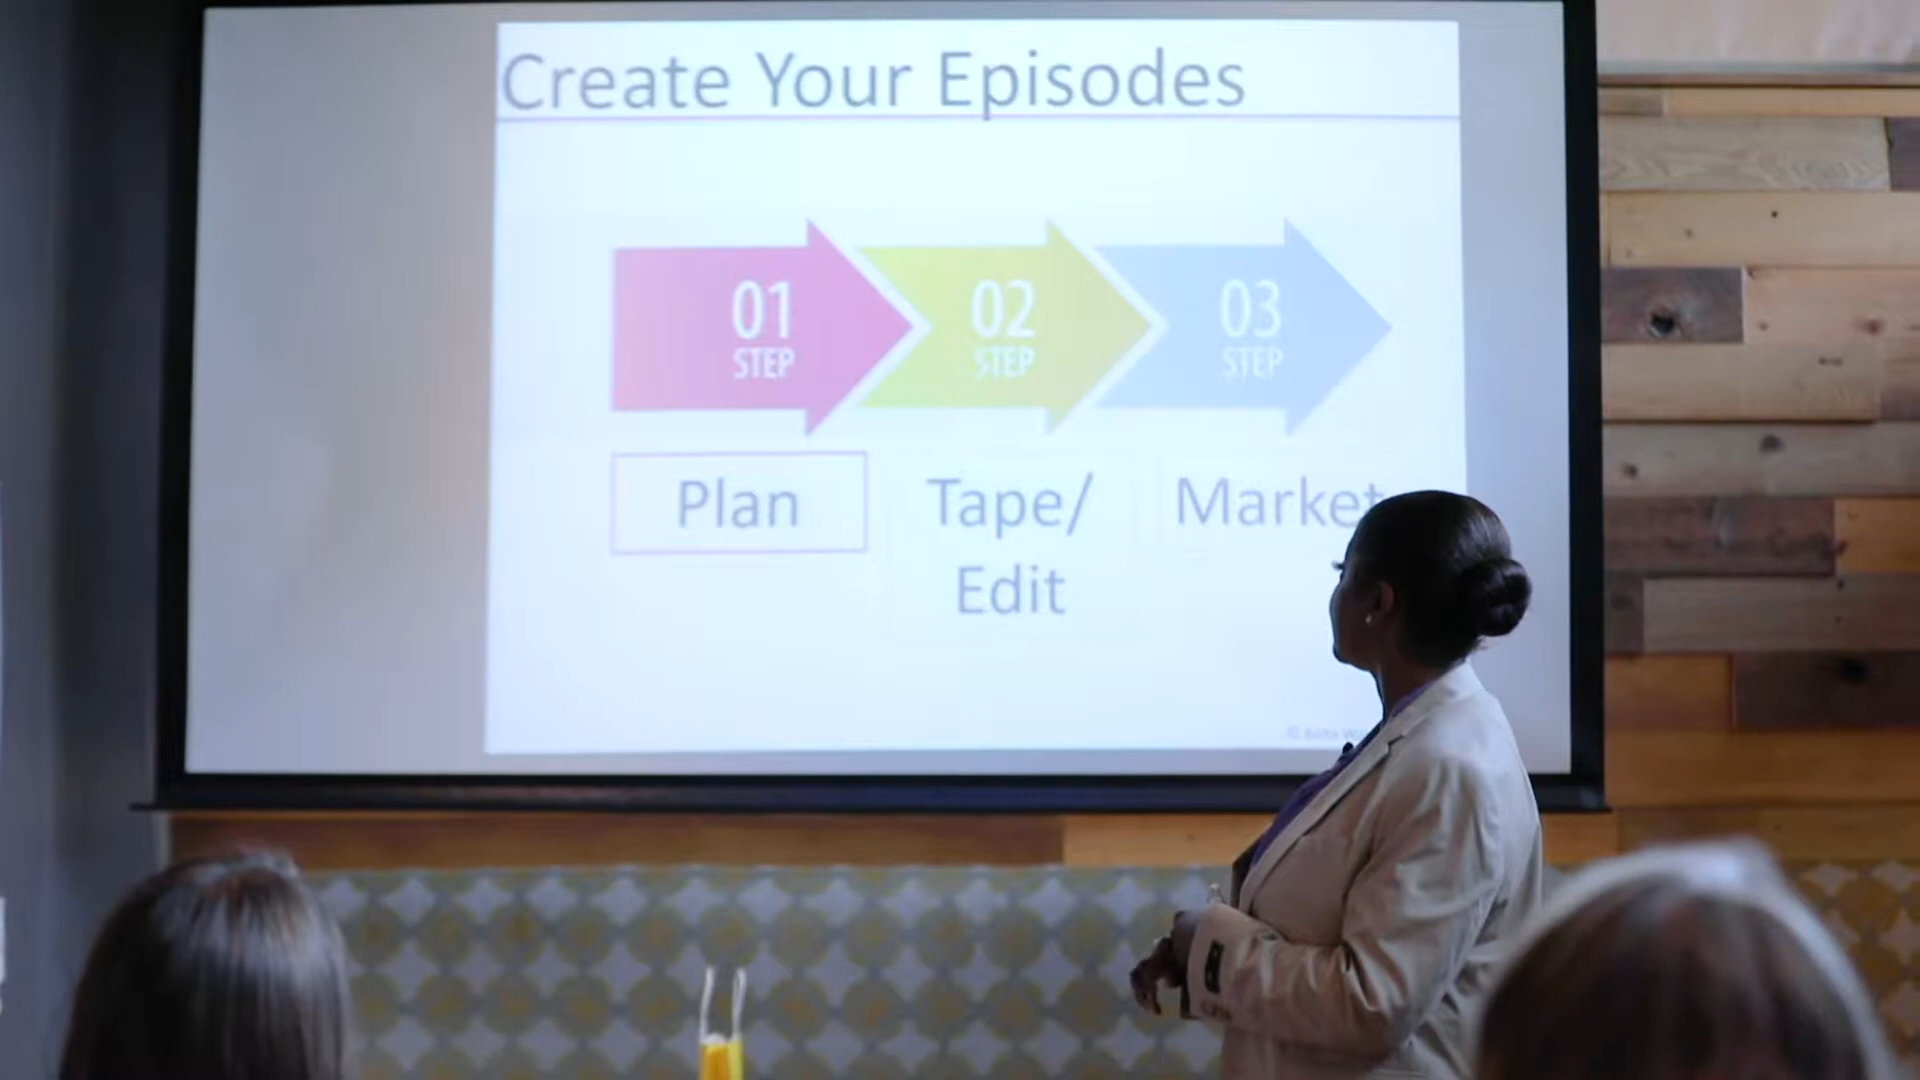 Create Your Episodes
01
STEP
02
STEP
03
STEP
Plan
Tape/
Edit
Market